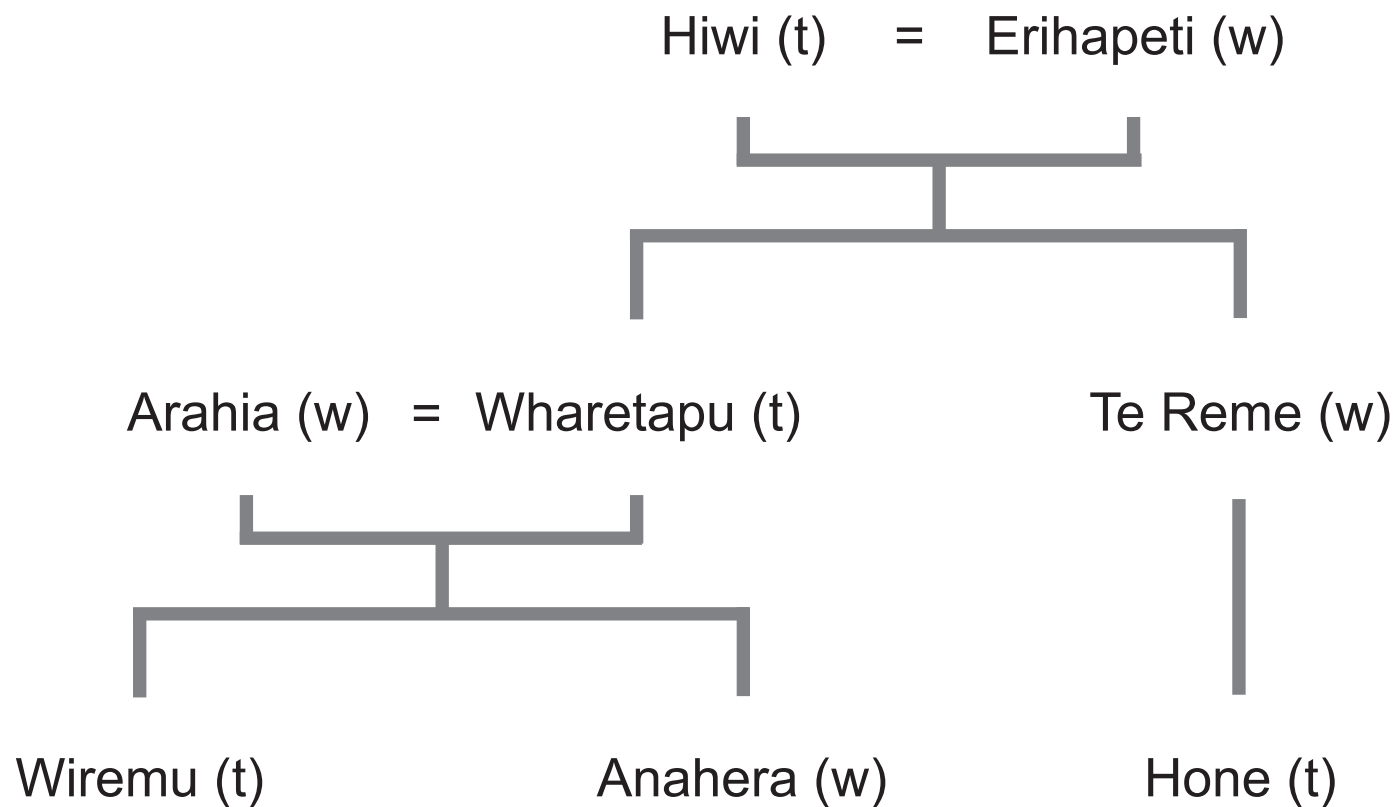 Hiwi (t) = Erihapeti (w)
Arahia (w) = Wharetapu (t) Te Reme (w)
Wiremu (t) Anahera (w) Hone (t)